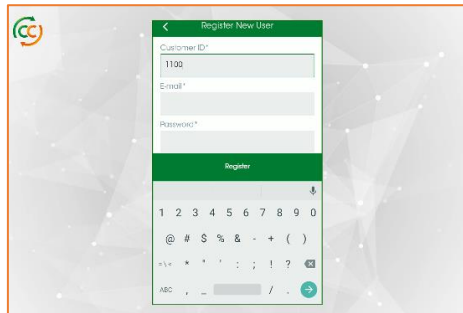 CC
Register New User
Customer ID*
1100
E-mail*
Password*
Register
1 2 3 4 5 6 7 8 9 0
@ # $ % & - + ( )
= \ < * " ' : ; ! ?
ABC , _ / .